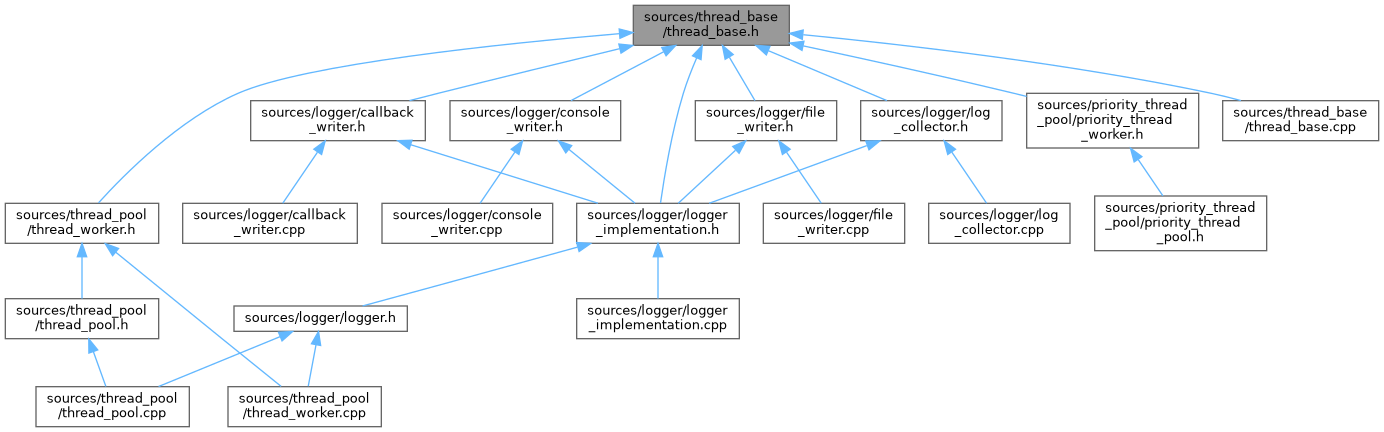 sources/thread_base
/thread_base.h
sources/logger/callback
_writer.h
sources/logger/console
_writer.h
sources/logger/file
_writer.h
sources/logger/log
_collector.h
sources/priority_thread
_pool/priority_thread
_worker.h
sources/thread_base
/thread_base.cpp
sources/thread_pool
/thread_worker.h
sources/logger/callback
_writer.cpp
sources/logger/console
_writer.cpp
sources/logger/logger
_implementation.h
sources/logger/file
_writer.cpp
sources/logger/log
_collector.cpp
sources/priority_thread
_pool/priority_thread
_pool.h
sources/thread_pool
/thread_pool.h
sources/logger/logger.h
sources/logger/logger
_implementation.cpp
sources/thread_pool
/thread_pool.cpp
sources/thread_pool
/thread_worker.cpp